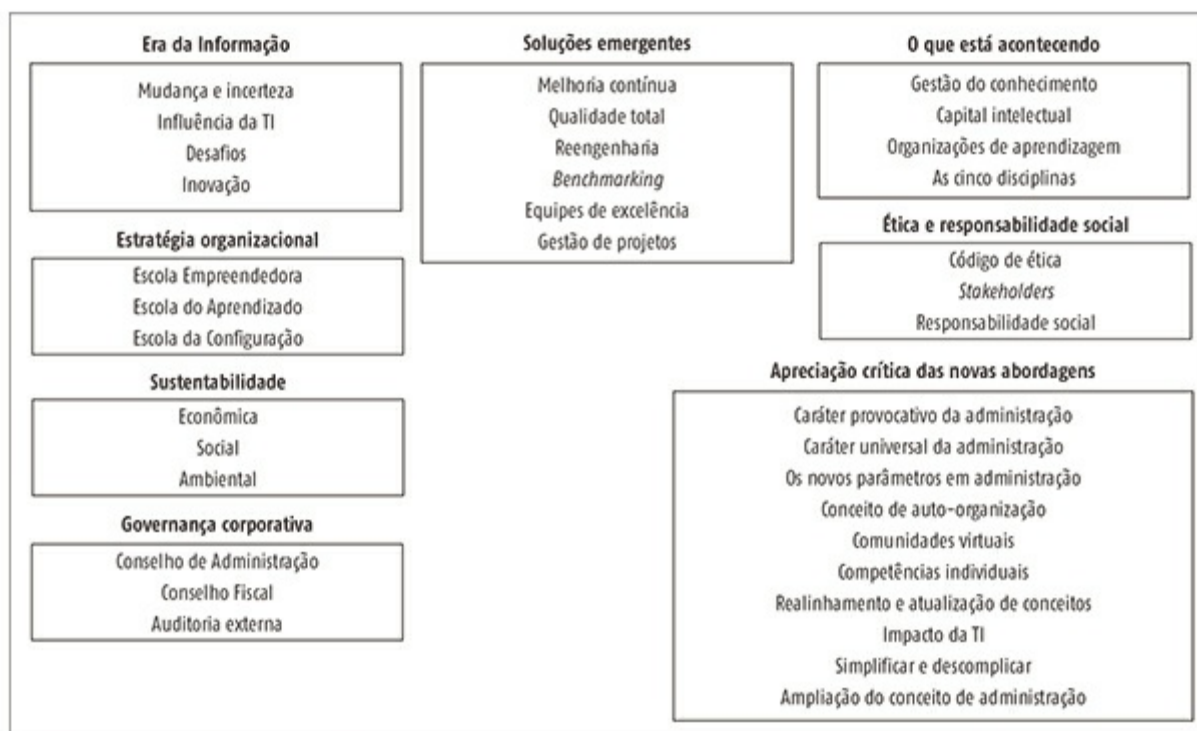 Era da Informação
Mudança e incerteza
Influência da TI
Desafios
Inovação
Estratégia organizacional
Escola Empreendedora
Escola do Aprendizado
Escola da Configuração
Sustentabilidade
Econômica
Social
Ambiental
Governança corporativa
Conselho de Administração
Conselho Fiscal
Auditoria externa
Soluções emergentes
Melhoria contínua
Qualidade total
Reengenharia
Benchmarking
Equipes de excelência
Gestão de projetos
O que está acontecendo
Gestão do conhecimento
Capital intelectual
Organizações de aprendizagem
As cinco disciplinas
Ética e responsabilidade social
Código de ética
Stakeholders
Responsabilidade social
Apreciação crítica das novas abordagens
Caráter provocativo da administração
Caráter universal da administração
Os novos parâmetros em administração
Conceito de auto-organização
Comunidades virtuais
Competências individuais
Realinhamento e atualização de conceitos
Impacto da TI
Simplificar e descomplicar
Ampliação do conceito de administração